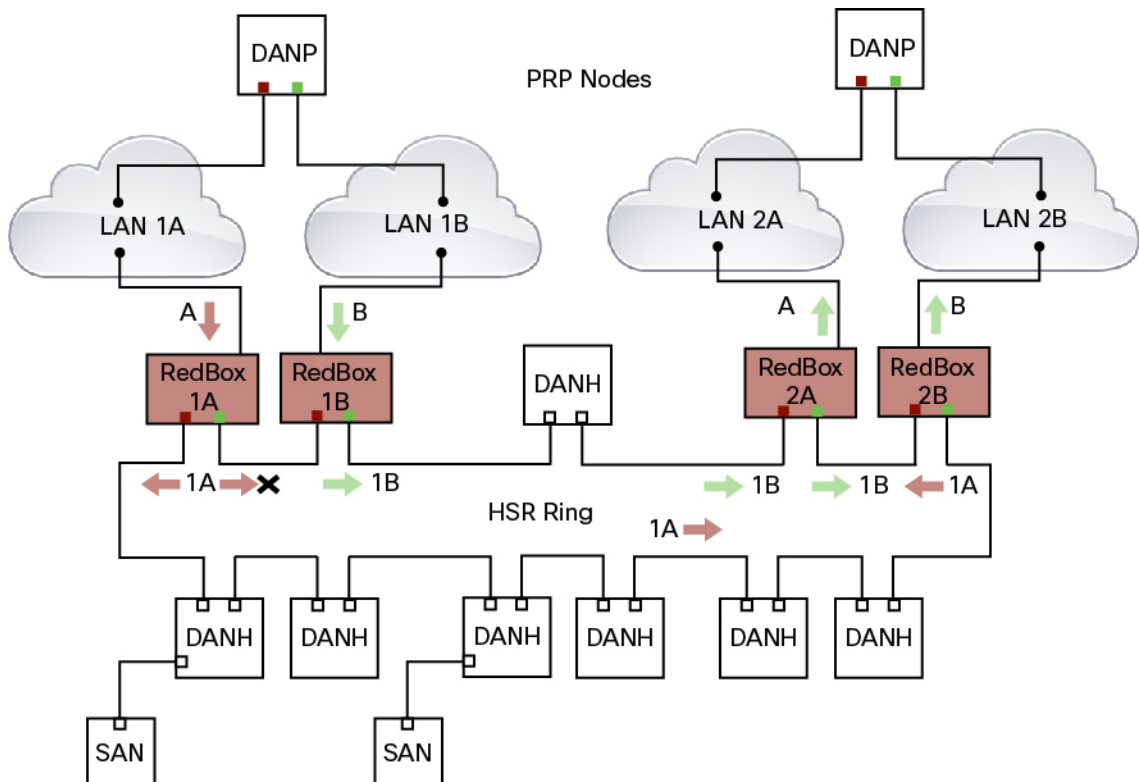 DANP
DANP
PRP Nodes
LAN 1A
LAN 1B
LAN 2A
LAN 2B
A
B
A
B
RedBox
1A
RedBox
1B
DANH
RedBox
2A
RedBox
2B
1A
1B
1B
1B
1A
HSR Ring
1A
DANH
DANH
DANH
DANH
DANH
DANH
SAN
SAN